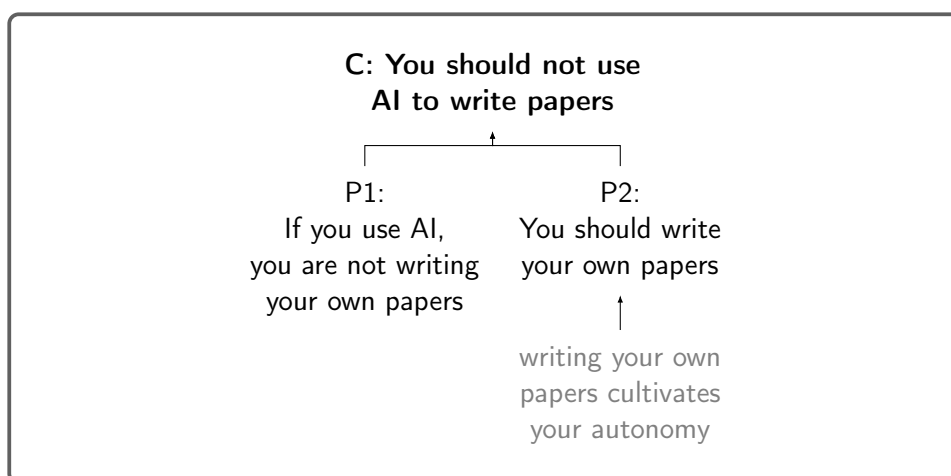 C: You should not use
AI to write papers
P1:
If you use AI,
you are not writing
your own papers
P2:
You should write
your own papers
writing your own
papers cultivates
your autonomy